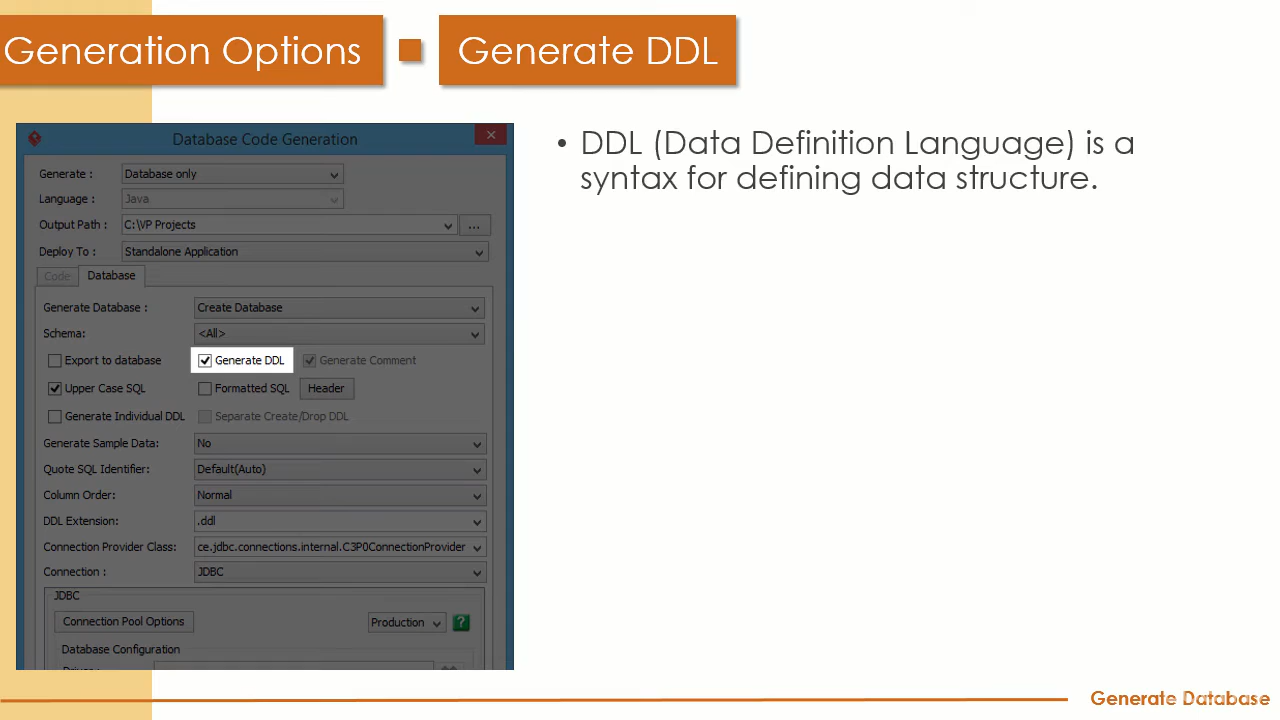 Generation Options
Generate DDL
Database Code Generation
Generate :
Database only
Language :
Java
Output Path :
C:\VP Projects
...
Deploy To :
Standalone Application
Code
Database
Generate Database :
Create Database
Schema:
<All>
Export to database
Generate DDL
Generate Comment
Upper Case SQL
Formatted SQL
Header
Generate Individual DDL
Separate Create/Drop DDL
Generate Sample Data:
No
Quote SQL Identifier:
Default(Auto)
Column Order:
Normal
DDL Extension:
.ddl
Connection Provider Class:
ce.jdbc.connections.internal.C3P0ConnectionProvider
Connection :
JDBC
JDBC
Connection Pool Options
Production
?
Database Configuration
• DDL (Data Definition Language) is a
syntax for defining data structure.
Generate Database